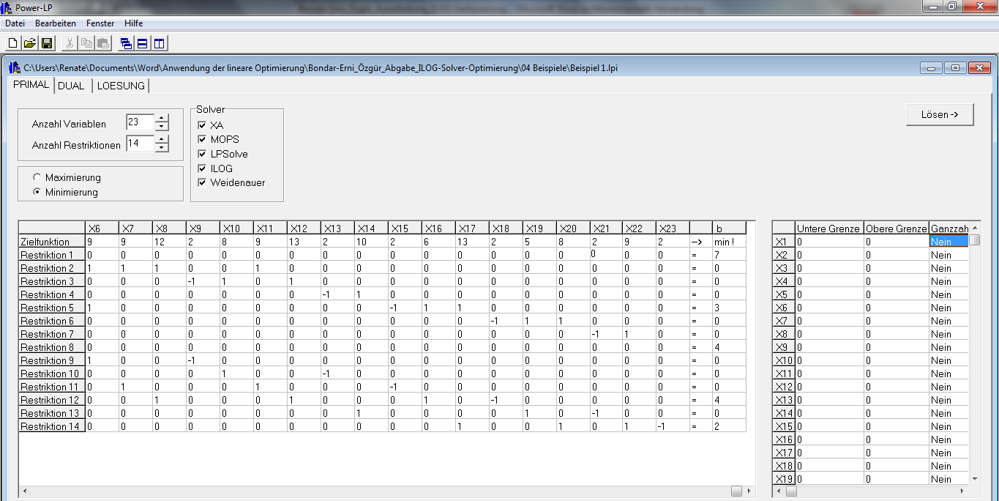 Power-LP
Datei Bearbeiten Fenster Hilfe
C:\Users\Renate\Documents\Word\Anwendung der lineare Optimierung\Bondar-Erni_Özgür_Abgabe_ILOG-Solver-Optimierung\04 Beispiele\Beispiel 1.lpi
PRIMAL DUAL LOESUNG
Anzahl Variablen 23
Anzahl Restriktionen 14
Maximierung
Minimierung
Solver
XA
MOPS
LPSolve
ILOG
Weidenauer
Lösen->
X6 X7 X8 X9 X10 X11 X12 X13 X14 X15 X16 X17 X18 X19 X20 X21 X22 X23 b
Zielfunktion 9 9 12 2 8 9 13 2 10 2 6 13 2 5 8 2 9 2 --> min !
Restriktion 1 0 0 0 0 0 0 0 0 0 0 0 0 0 0 0 0 0 0 = 7
Restriktion 2 1 1 1 0 0 1 0 0 0 0 0 0 0 0 0 0 0 0 = 0
Restriktion 3 0 0 0 -1 1 0 1 0 0 0 0 0 0 0 0 0 0 0 = 0
Restriktion 4 0 0 0 0 0 0 0 -1 1 0 0 0 0 0 0 0 0 0 = 0
Restriktion 5 1 0 0 0 0 0 0 0 0 -1 1 1 0 0 0 0 0 0 = 3
Restriktion 6 0 0 0 0 0 0 0 0 0 0 0 0 -1 1 1 0 0 0 = 0
Restriktion 7 0 0 0 0 0 0 0 0 0 0 0 0 0 0 0 -1 1 0 = 0
Restriktion 8 0 0 0 0 0 0 0 0 0 0 0 0 0 0 0 0 0 0 = 4
Restriktion 9 1 0 0 -1 0 0 0 0 0 0 0 0 0 0 0 0 0 0 = 0
Restriktion 10 0 0 0 0 1 0 0 -1 0 0 0 0 0 0 0 0 0 0 = 0
Restriktion 11 0 1 0 0 0 1 0 0 0 -1 0 0 0 0 0 0 0 0 = 0
Restriktion 12 0 0 1 0 0 0 1 0 0 0 1 0 -1 0 0 0 0 0 = 4
Restriktion 13 0 0 0 0 0 0 0 0 1 0 0 0 0 1 0 -1 0 0 = 0
Restriktion 14 0 0 0 0 0 0 0 0 0 0 0 1 0 0 1 0 1 -1 = 2
Untere Grenze Obere Grenze Ganzzah
X1 0 0 Nein
X2 0 0 Nein
X3 0 0 Nein
X4 0 0 Nein
X5 0 0 Nein
X6 0 0 Nein
X7 0 0 Nein
X8 0 0 Nein
X9 0 0 Nein
X10 0 0 Nein
X11 0 0 Nein
X12 0 0 Nein
X13 0 0 Nein
X14 0 0 Nein
X15 0 0 Nein
X16 0 0 Nein
X17 0 0 Nein
X18 0 0 Nein
X19 0 0 Nein